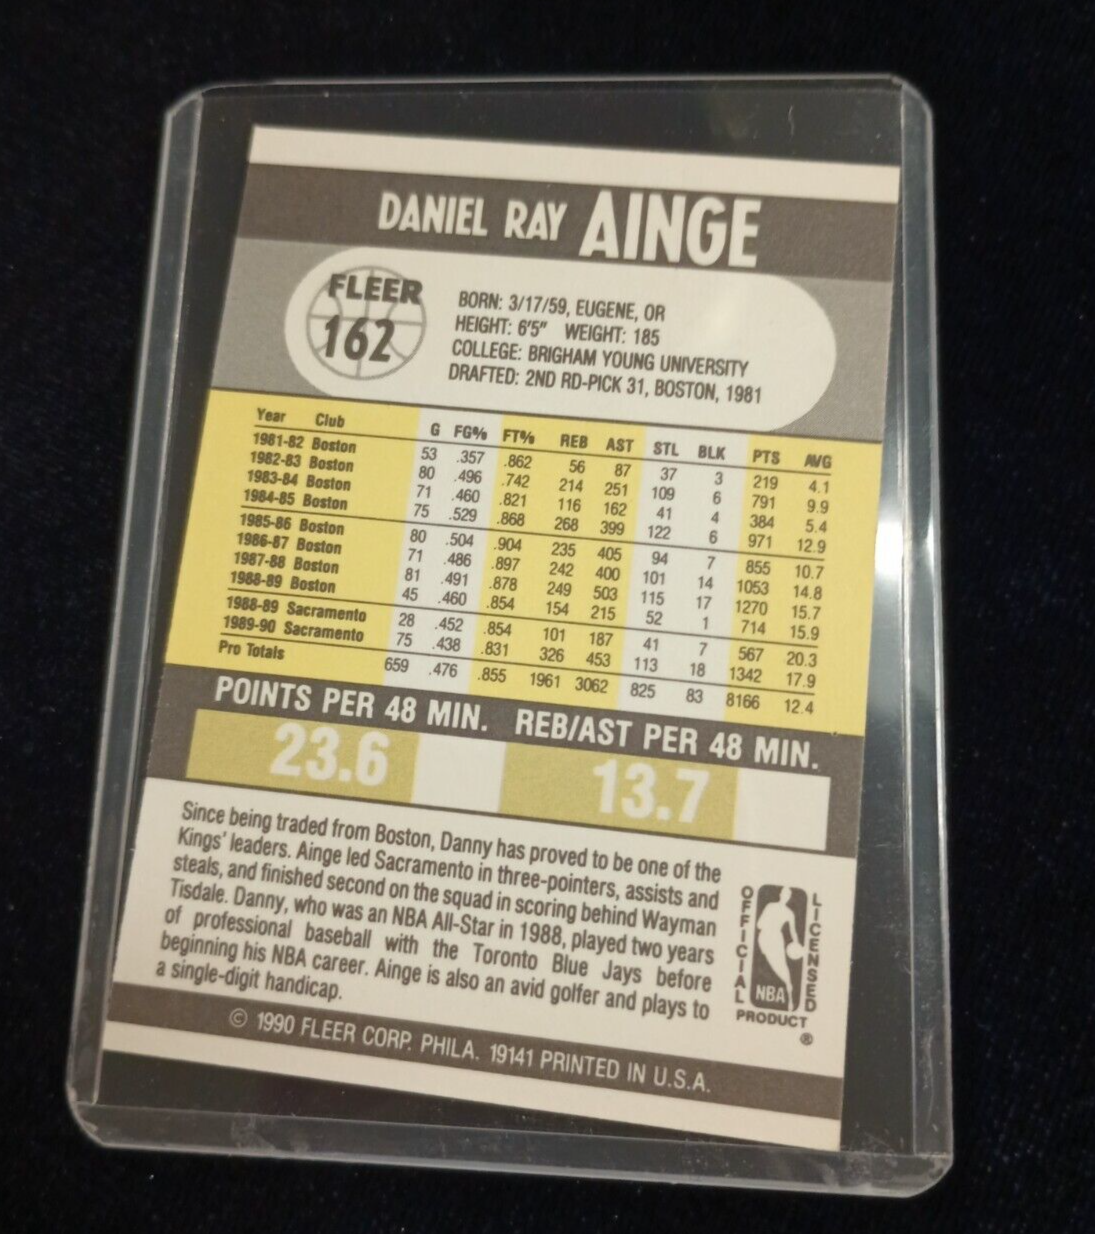 DANIEL RAY AINGE
FLEER
162
BORN: 3/17/59, EUGENE, OR
HEIGHT: 6'5" WEIGHT: 185
COLLEGE: BRIGHAM YOUNG UNIVERSITY
DRAFTED: 2ND RD-PICK 31, BOSTON, 1981
Year Club G FG% FT% REB AST STL BLK PTS AVG
1981-82 Boston 53 .357 .862 56 87 37 3 219 4.1
1982-83 Boston 80 .496 .742 214 251 109 6 791 9.9
1983-84 Boston 71 .460 .821 116 162 41 4 384 5.4
1984-85 Boston 75 .529 .868 268 399 122 6 971 12.9
1985-86 Boston 80 .504 .904 235 405 94 7 855 10.7
1986-87 Boston 71 .486 .897 242 400 101 14 1053 14.8
1987-88 Boston 81 .491 .878 249 503 115 17 1270 15.7
1988-89 Boston 45 .460 .854 154 215 52 1 714 15.9
1988-89 Sacramento 28 .452 .854 101 187 41 7 567 20.3
1989-90 Sacramento 75 .438 .831 326 453 113 18 1342 17.9
Pro Totals 659 .476 .855 1961 3062 825 83 8166 12.4
POINTS PER 48 MIN. REB/AST PER 48 MIN.
23.6 13.7
Since being traded from Boston, Danny has proved to be one of the
Kings' leaders. Ainge led Sacramento in three-pointers, assists and
steals, and finished second on the squad in scoring behind Wayman
Tisdale. Danny, who was an NBA All-Star in 1988, played two years
of professional baseball with the Toronto Blue Jays before
beginning his NBA career. Ainge is also an avid golfer and plays to
a single-digit handicap.
OFFICIAL
NBA
LICENSED
PRODUCT
®
© 1990 FLEER CORP. PHILA. 19141 PRINTED IN U.S.A.